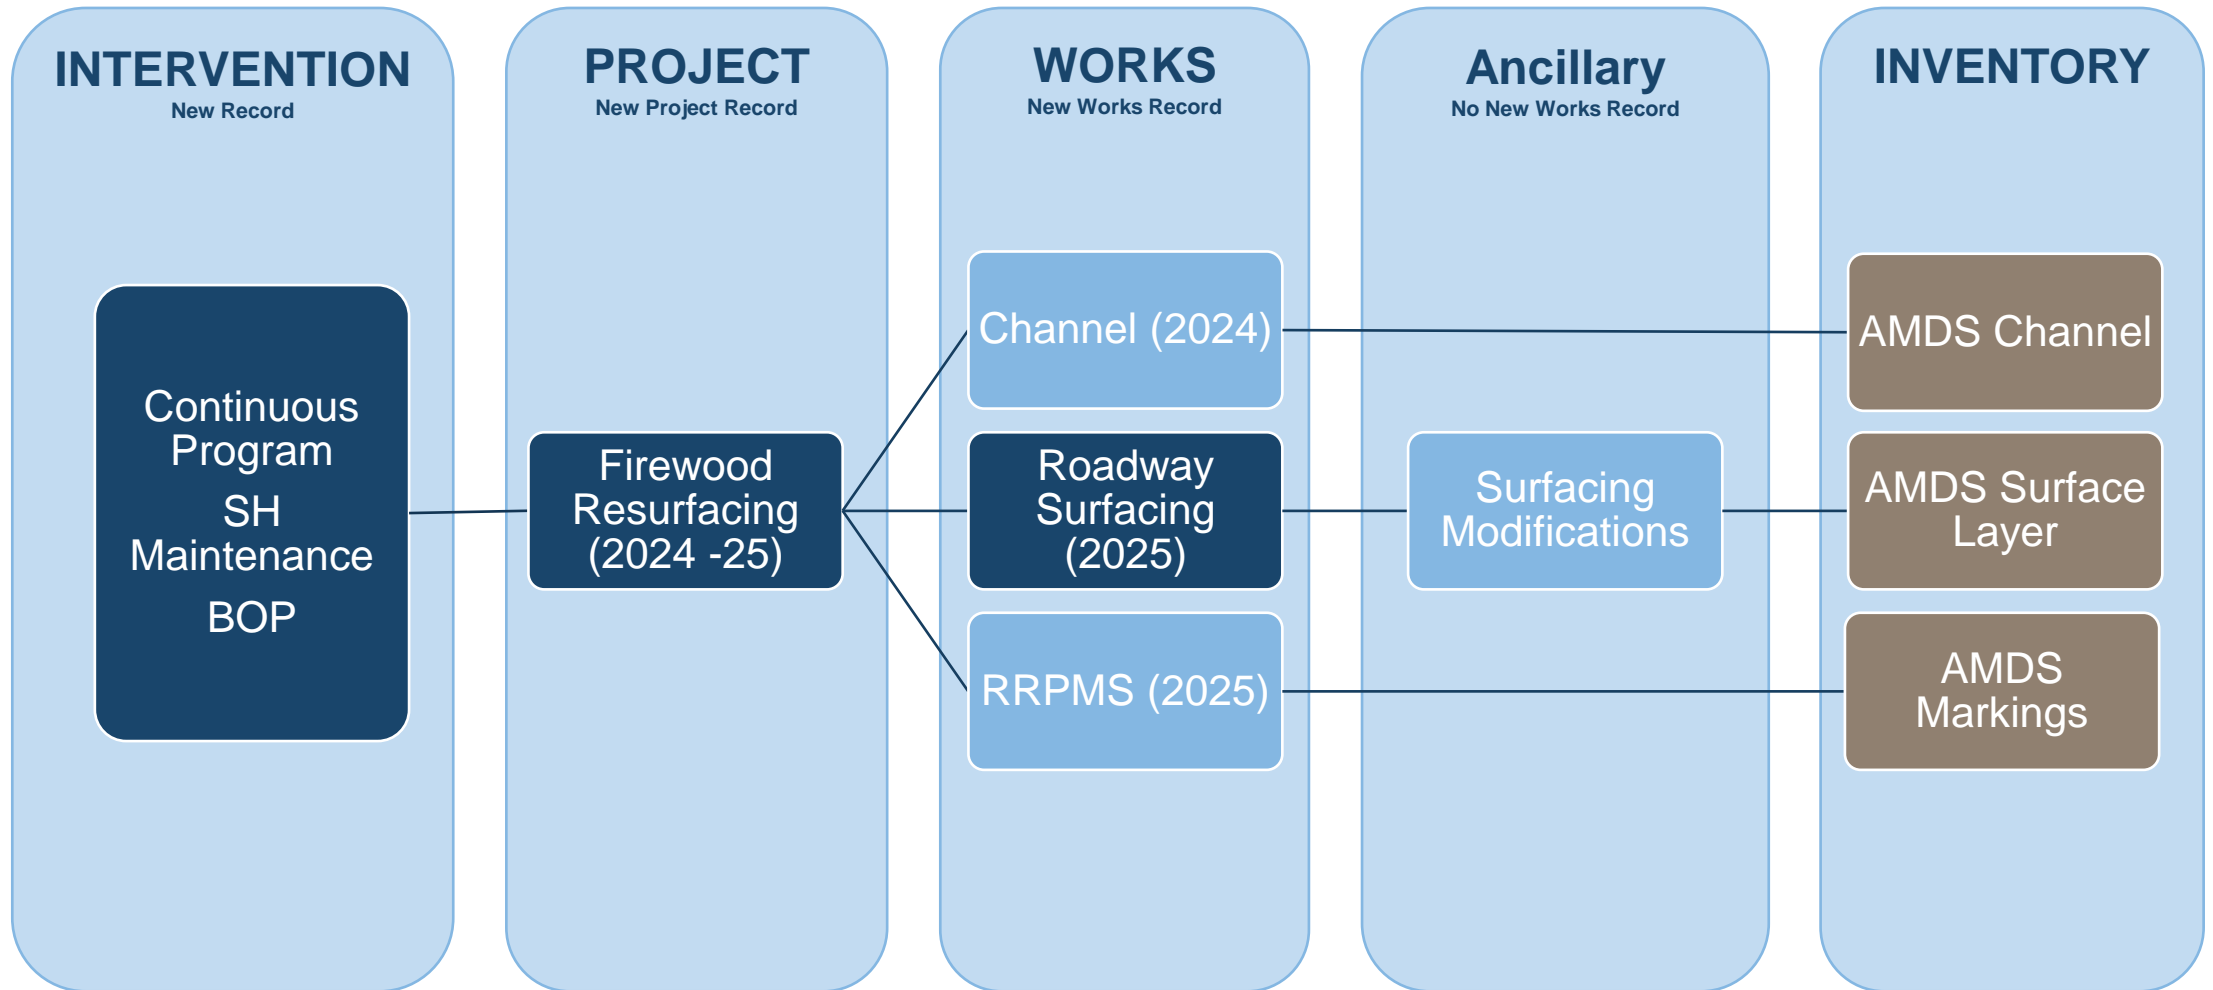 INTERVENTION
New Record
PROJECT
New Project Record
WORKS
New Works Record
Ancillary
No New Works Record
INVENTORY
Continuous
Program
SH
Maintenance
BOP
Firewood
Resurfacing
(2024 -25)
Channel (2024)
Roadway
Surfacing
(2025)
RRPMS (2025)
Surfacing
Modifications
AMDS Channel
AMDS Surface
Layer
AMDS
Markings